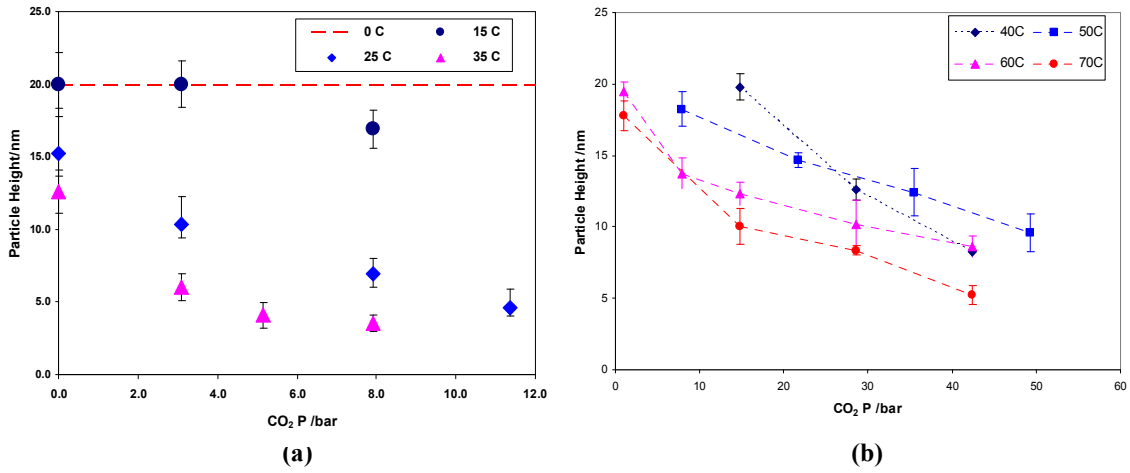 25.0
20.0
15.0
10.0
5.0
0.0
0.0 2.0 4.0 6.0 8.0 10.0 12.0
Particle Height/nm
CO₂ P /bar
0 C 15 C
25 C 35 C
(a)
25
20
15
10
5
0
0 10 20 30 40 50 60
Particle Height /nm
CO₂ P /bar
40C 50C
60C 70C
(b)